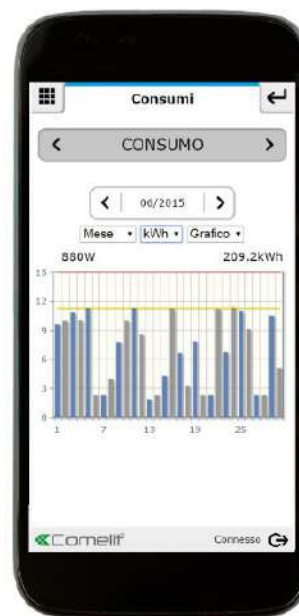 Consumi
CONSUMO
06/2015
Mese kWh Grafico
880W 209.2kWh
15
12
9
6
3
0
1 7 13 19 25
Comelit
Connesso